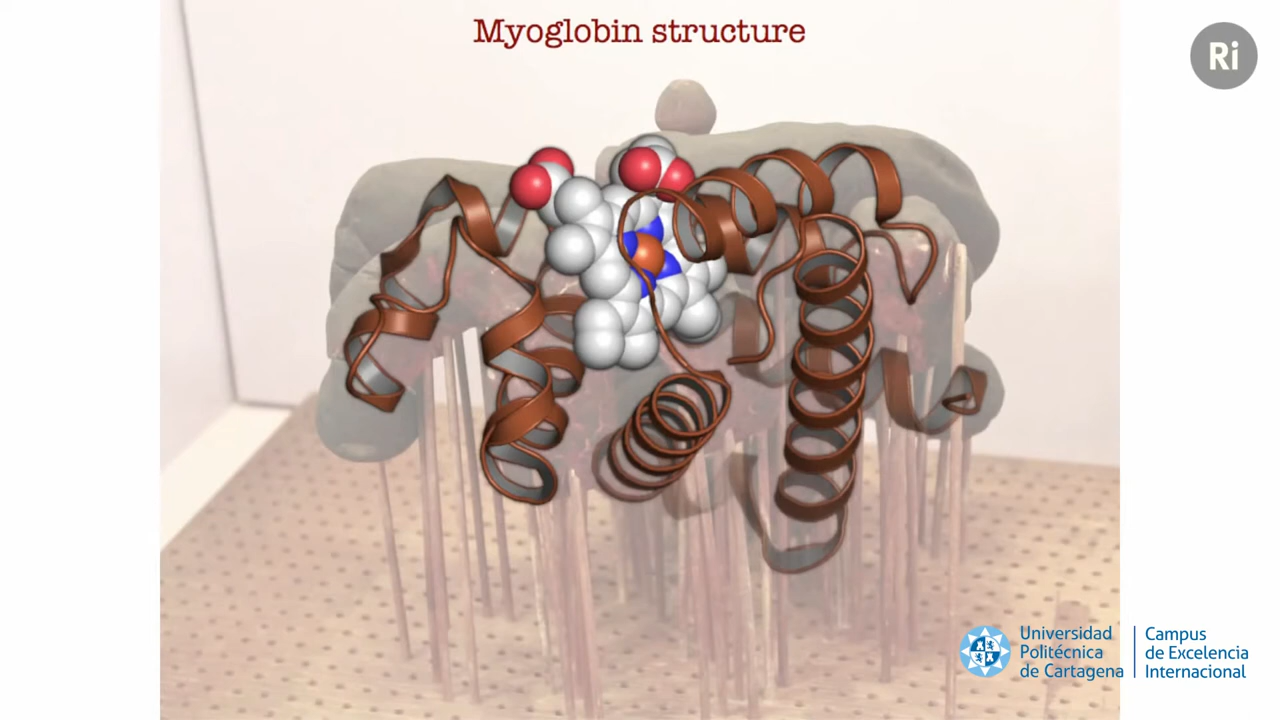 Myoglobin structure
Ri
Universidad
Politécnica
de Cartagena
Campus
de Excelencia
Internacional